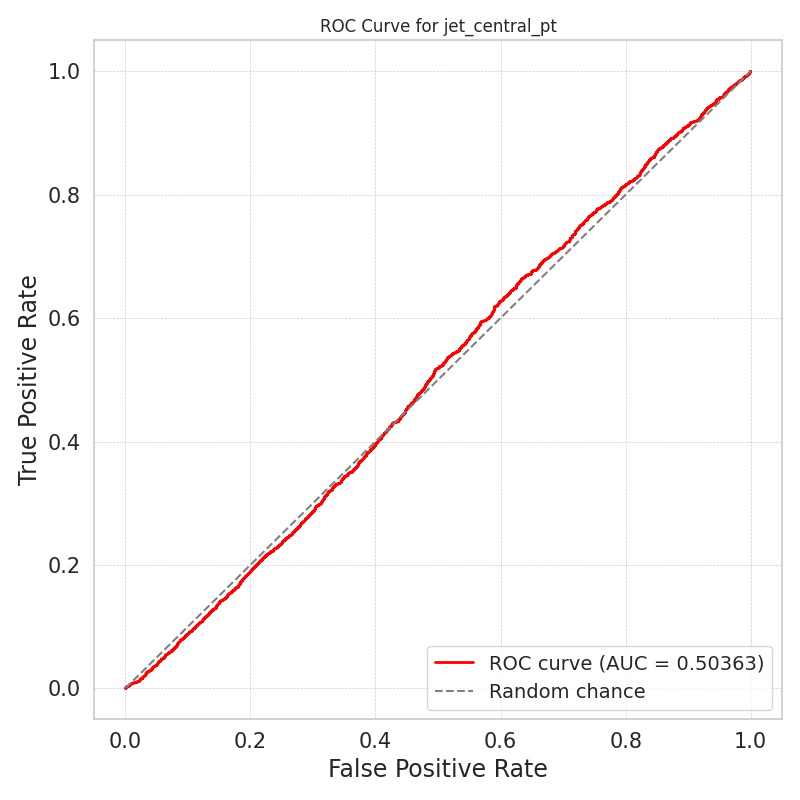 ROC Curve for jet_central_pt
True Positive Rate
1.0
0.8
0.6
0.4
0.2
0.0
ROC curve (AUC = 0.50363)
Random chance
0.0 0.2 0.4 0.6 0.8 1.0
False Positive Rate